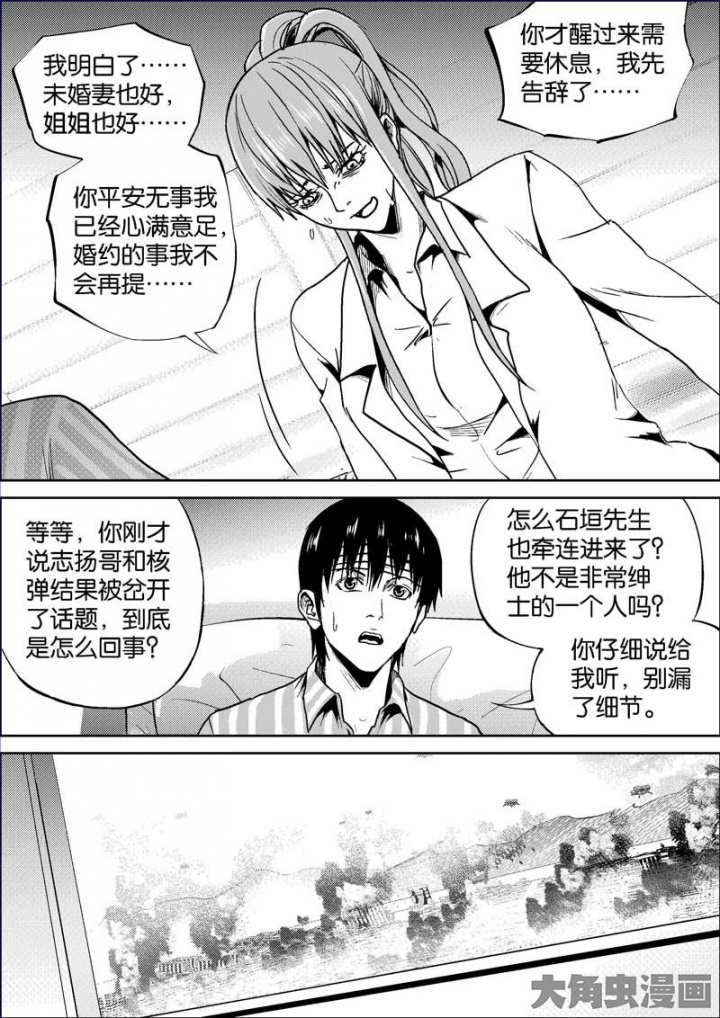 你才醒过来需
要休息，我先
告辞了……
我明白了……
未婚妻也好，
姐姐也好……
你平安无事我
已经心满意足，
婚约的事我不
会再提……
怎么石垣先生
也牵连进来了？
他不是非常绅
士的一个人吗？
你仔细说给
我听，别漏
了细节。
等等，你刚才
说志扬哥和核
弹结果被岔开
了话题，到底
是怎么回事？
大角虫漫画